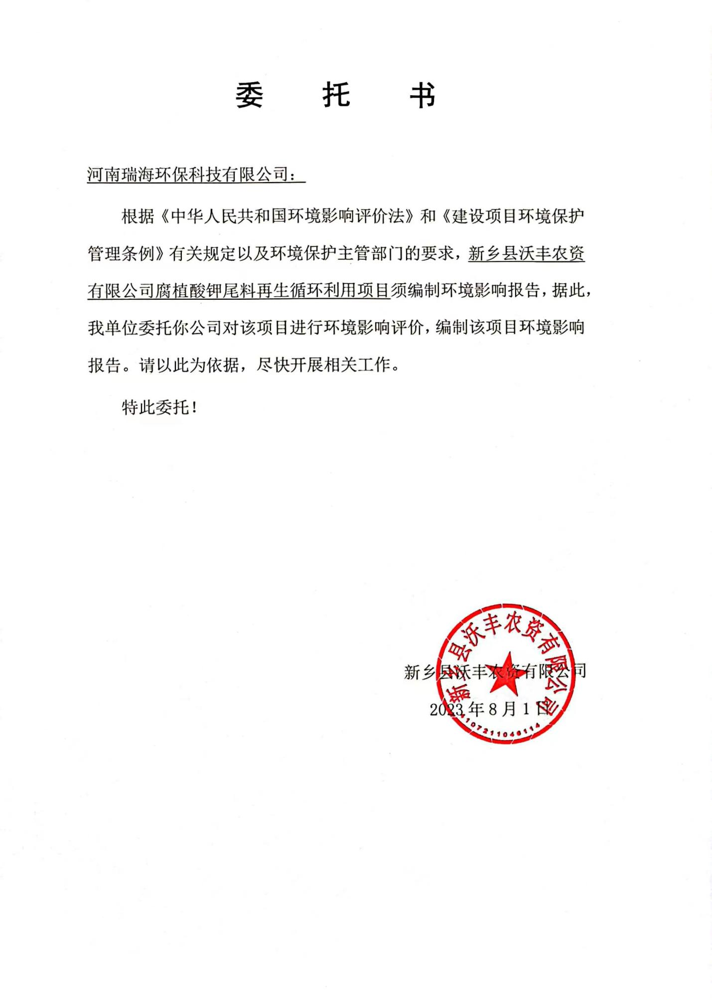 委托书
河南瑞海环保科技有限公司：
根据《中华人民共和国环境影响评价法》和《建设项目环境保护
管理条例》有关规定以及环境保护主管部门的要求，新乡县沃丰农资
有限公司腐植酸钾尾料再生循环利用项目须编制环境影响报告，据此，
我单位委托你公司对该项目进行环境影响评价，编制该项目环境影响
报告。请以此为依据，尽快开展相关工作。
特此委托！
新乡县沃丰农资有限公司
新乡县沃丰农资有限公司
2023年8月1日
4107211046114